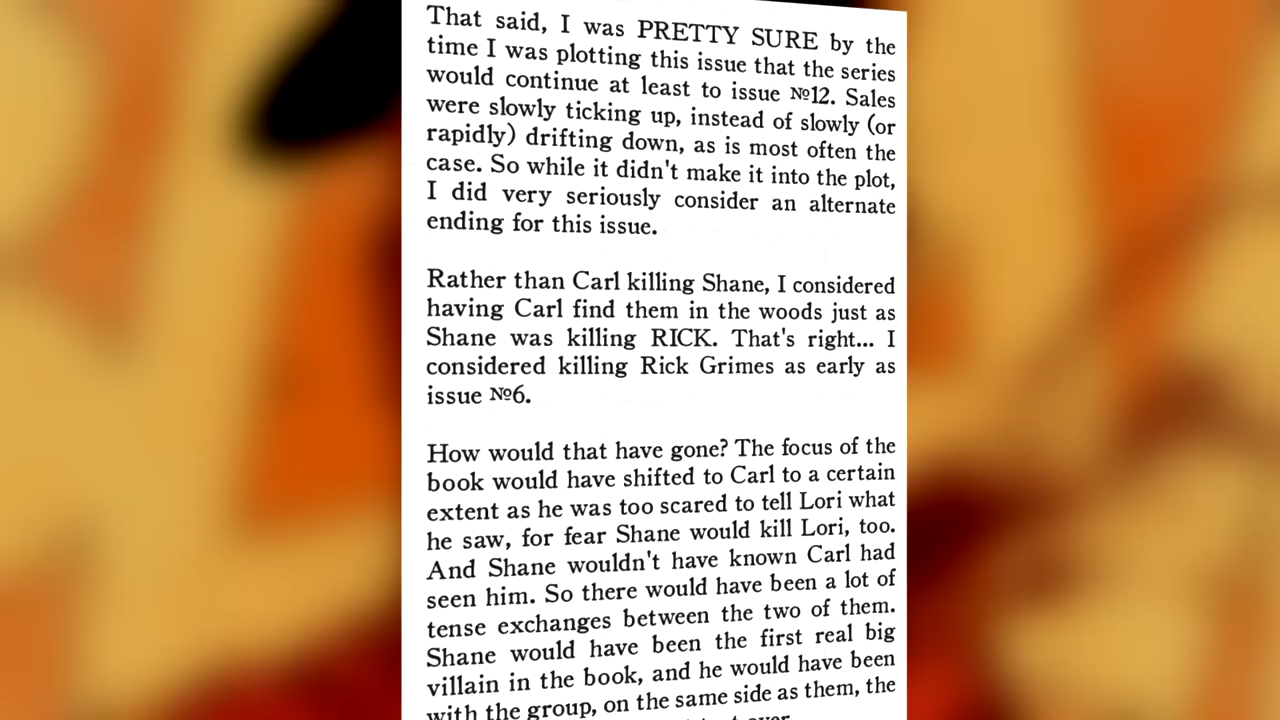 That said, I was PRETTY SURE by the
time I was plotting this issue that the series
would continue at least to issue №12. Sales
were slowly ticking up, instead of slowly (or
rapidly) drifting down, as is most often the
case. So while it didn't make it into the plot,
I did very seriously consider an alternate
ending for this issue.
Rather than Carl killing Shane, I considered
having Carl find them in the woods just as
Shane was killing RICK. That's right... I
considered killing Rick Grimes as early as
issue №6.
How would that have gone? The focus of the
book would have shifted to Carl to a certain
extent as he was too scared to tell Lori what
he saw, for fear Shane would kill Lori, too.
And Shane wouldn't have known Carl had
seen him. So there would have been a lot of
tense exchanges between the two of them.
Shane would have been the first real big
villain in the book, and he would have been
with the group, on the same side as them, the
over.